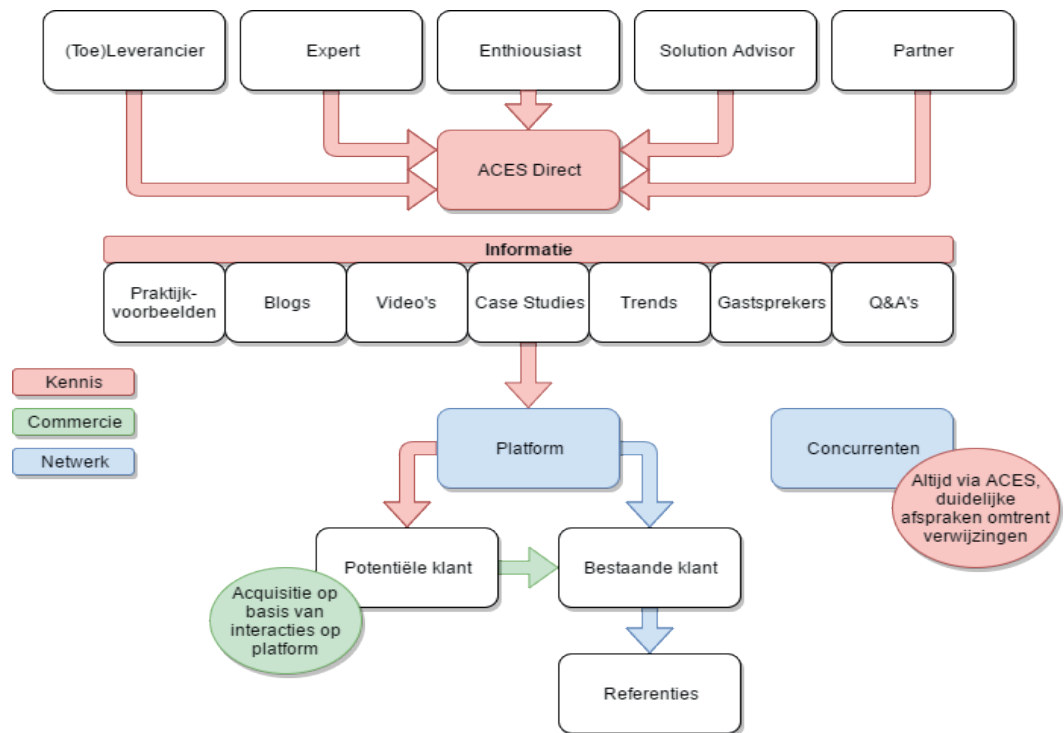 (Toe)Leverancier
Expert
Enthiousiast
Solution Advisor
Partner
ACES Direct
Informatie
Praktijk-
voorbeelden
Blogs
Video's
Case Studies
Trends
Gastsprekers
Q&A's
Kennis
Commercie
Netwerk
Platform
Concurrenten
Altijd via ACES,
duidelijke
afspraken omtrent
verwijzingen
Potentiële klant
Bestaande klant
Acquisitie op
basis van
interacties op
platform
Referenties